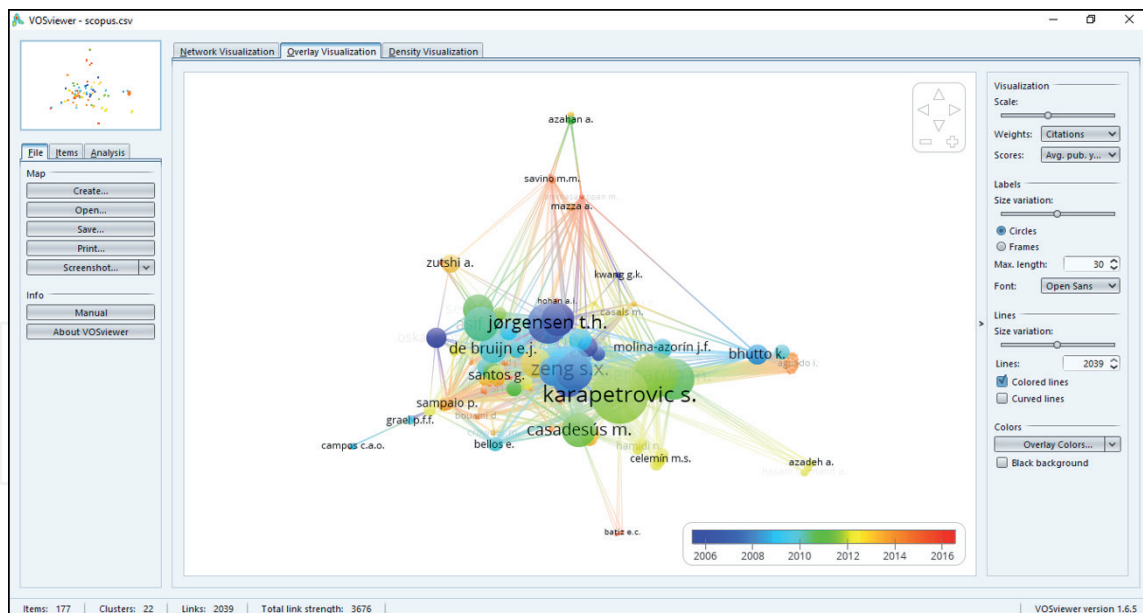 VOSviewer - scopus.csv
Network Visualization Overlay Visualization Density Visualization
File Items Analysis
Map
Create...
Open...
Save...
Print...
Screenshot...
Info
Manual
About VOSviewer
azahan a.
savino m.m.
mazza a.
zutshi a.
kwang g.k.
hohan a.i.
casals m.
jørgensen t.h.
de bruijn e.j.
molina-azorín j.f.
bhutto k.
santos g.
zeng s.x.
karapetrovic s.
sampaio p.
grael p.f.f.
casadesús m.
campos c.a.o.
bellos e.
hamidi n.
celemín m.s.
azadeh a.
batiz e.c.
2006 2008 2010 2012 2014 2016
Visualization
Scale:
Weights: Citations
Scores: Avg. pub. y...
Labels
Size variation:
Circles
Frames
Max. length: 30
Font: Open Sans
Lines
Size variation:
Lines: 2039
Colored lines
Curved lines
Colors
Overlay Colors...
Black background
Items: 177 Clusters: 22 Links: 2039 Total link strength: 3676 VOSviewer version 1.6.5